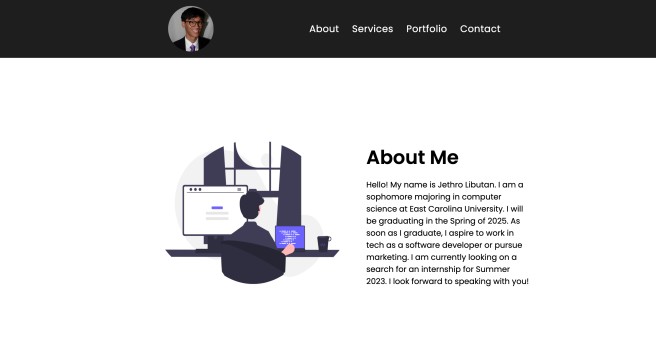 About Services Portfolio Contact
About Me
Hello! My name is Jethro Libutan. I am a
sophomore majoring in computer
science at East Carolina University. I will
be graduating in the Spring of 2025. As
soon as I graduate, I aspire to work in
tech as a software developer or pursue
marketing. I am currently looking on a
search for an internship for Summer
2023. I look forward to speaking with you!